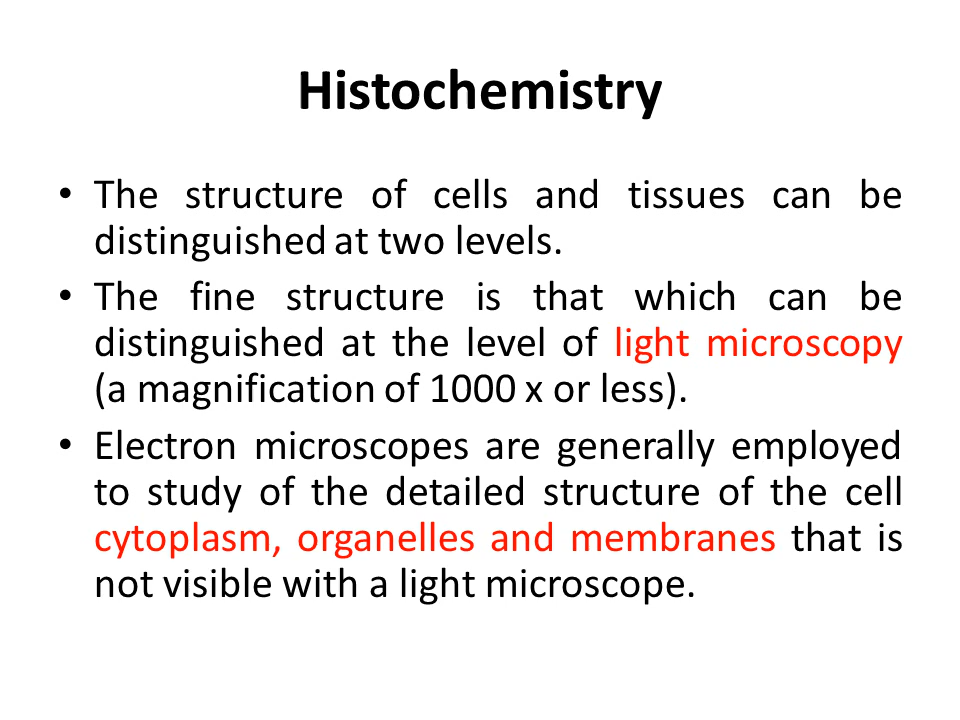 Histochemistry
• The structure of cells and tissues can be
distinguished at two levels.
• The fine structure is that which can be
distinguished at the level of light microscopy
(a magnification of 1000 x or less).
• Electron microscopes are generally employed
to study of the detailed structure of the cell
cytoplasm, organelles and membranes that is
not visible with a light microscope.